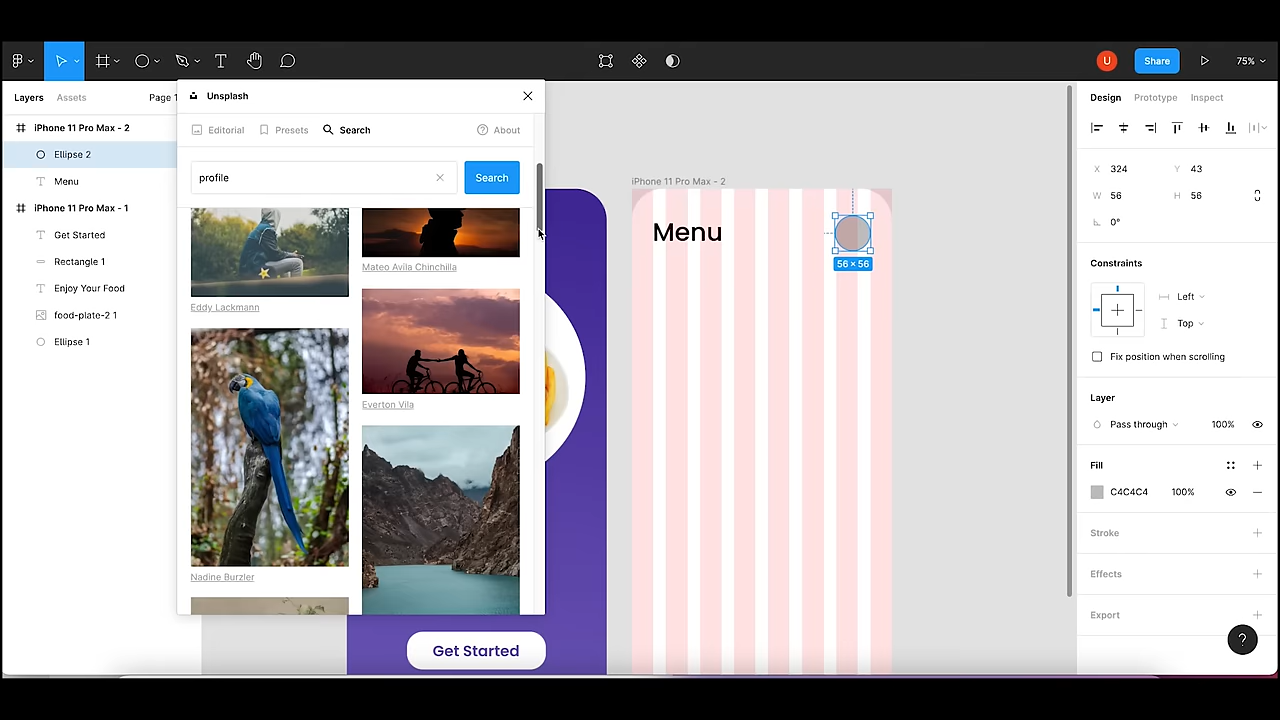 U
Share
75%
Layers
Assets
Page 1
Unsplash
Design
Prototype
Inspect
iPhone 11 Pro Max - 2
Editorial
Presets
Search
About
Ellipse 2
Menu
profile
Search
X 324
Y 43
W 56
H 56
0°
iPhone 11 Pro Max - 1
iPhone 11 Pro Max - 2
Get Started
Menu
Rectangle 1
Mateo Avila Chinchilla
56 × 56
Constraints
Enjoy Your Food
Eddy Lackmann
Left
food-plate-2 1
Top
Ellipse 1
Fix position when scrolling
Everton Vila
Layer
Pass through
100%
Fill
C4C4C4
100%
Stroke
Nadine Burzler
Effects
Export
Get Started
?